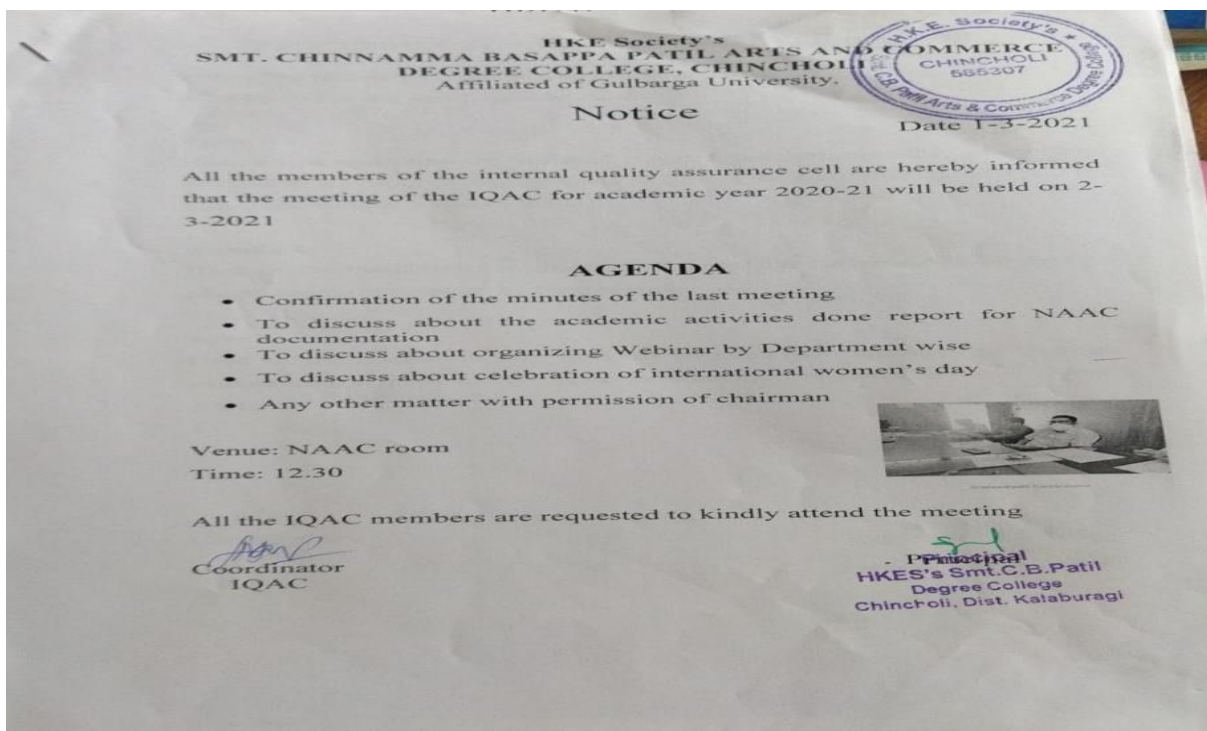 HKE Society's
SMT. CHINNAMMA BASAPPA PATIL ARTS AND COMMERCE
DEGREE COLLEGE, CHINCHOLI
Affiliated of Gulbarga University.
H.K.E. Society's
CHINCHOLI
585307
C.B. Patil Arts & Commerce Degree College
Notice
Date 1-3-2021
All the members of the internal quality assurance cell are hereby informed
that the meeting of the IQAC for academic year 2020-21 will be held on 2-
3-2021
AGENDA
• Confirmation of the minutes of the last meeting
• To discuss about the academic activities done report for NAAC
documentation
• To discuss about organizing Webinar by Department wise
• To discuss about celebration of international women's day
• Any other matter with permission of chairman
Venue: NAAC room
Time: 12.30
All the IQAC members are requested to kindly attend the meeting
Coordinator
IQAC
Principal
HKES's Smt.C.B.Patil
Degree College
Chincholi, Dist. Kalaburagi